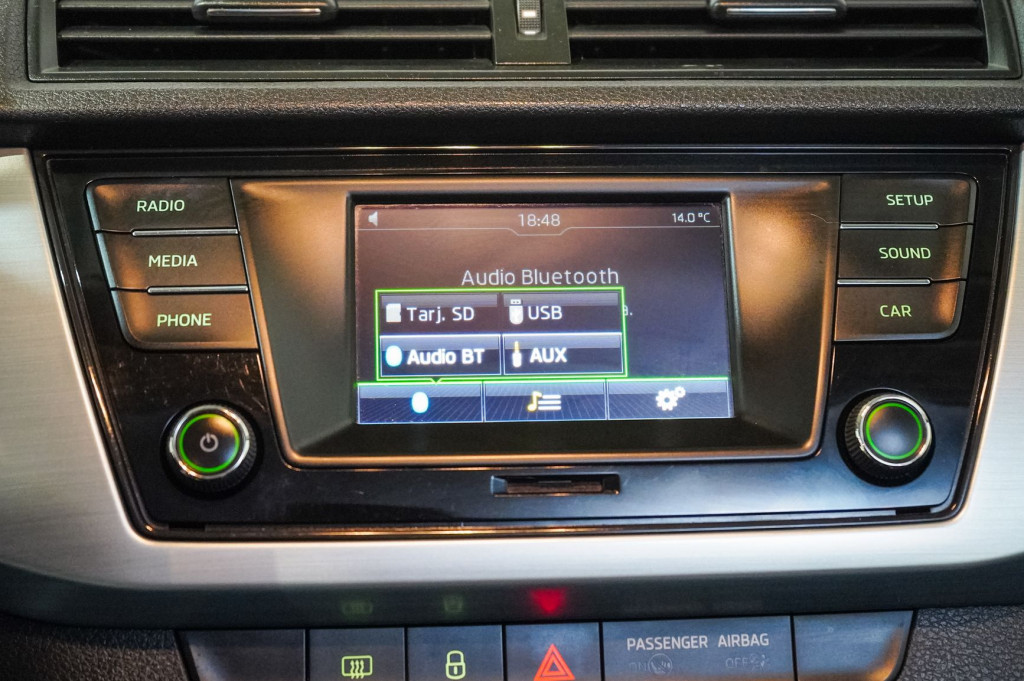 RADIO
MEDIA
PHONE
18:48
14.0 °C
Audio Bluetooth
a.
Tarj. SD
USB
Audio BT
AUX
SETUP
SOUND
CAR
PASSENGER AIRBAG
OFF